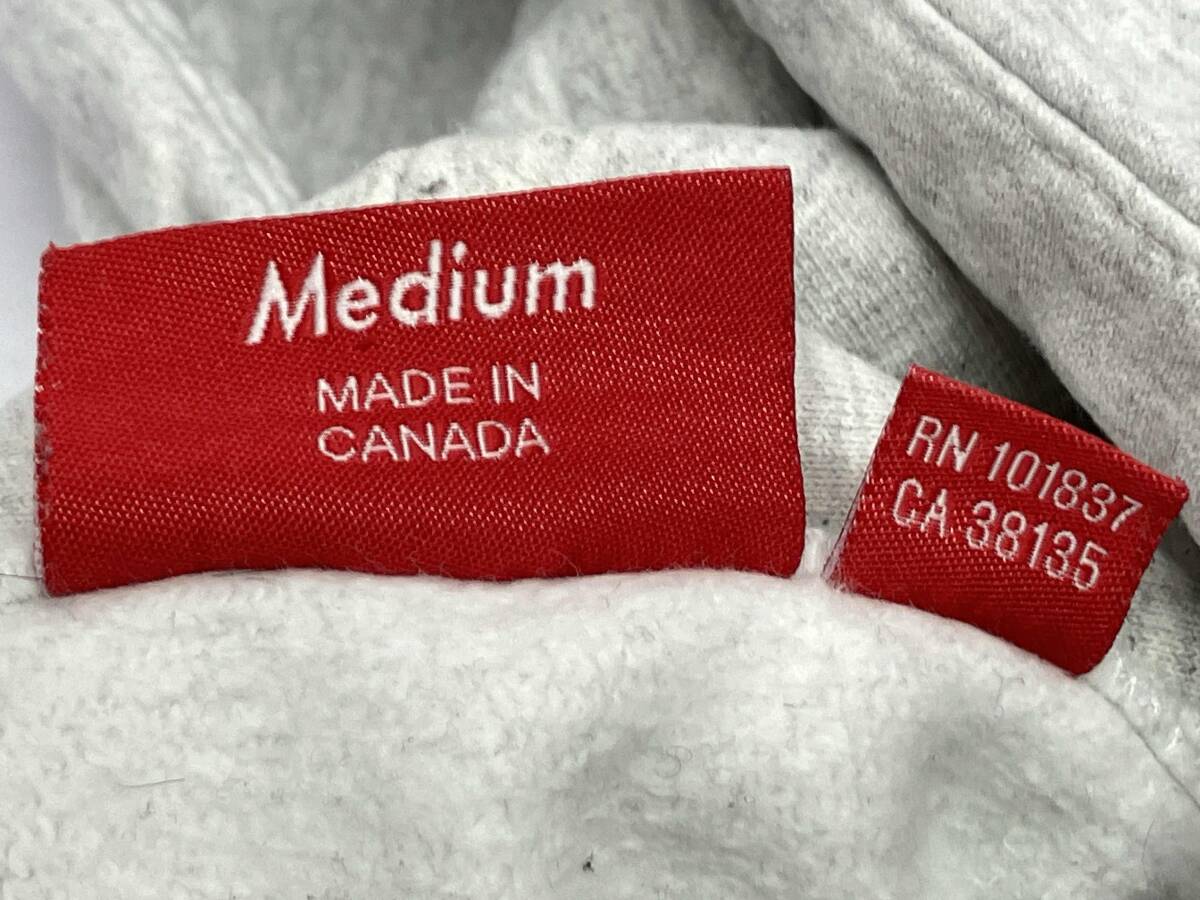 Medium
MADE IN
CANADA
RN 101837
CA 38135